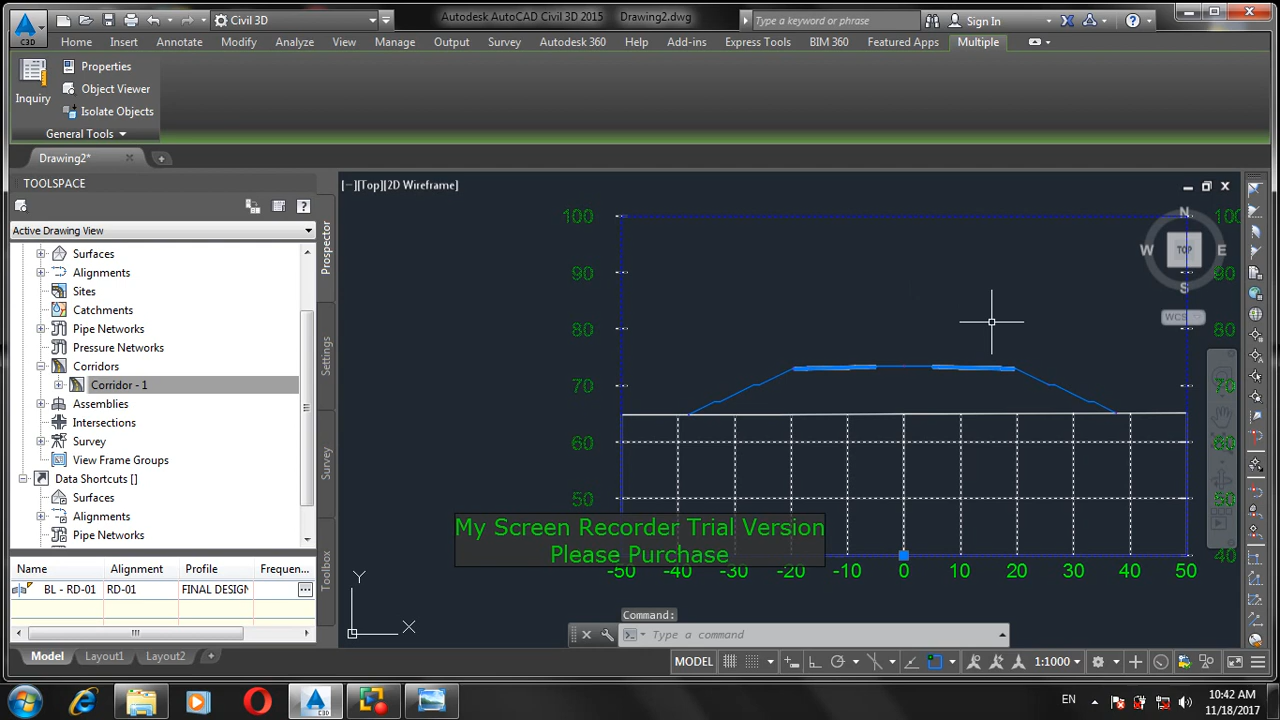 C3D
Civil 3D
Autodesk AutoCAD Civil 3D 2015 Drawing2.dwg
Type a keyword or phrase
Sign In
Home Insert Annotate Modify Analyze View Manage Output Survey Autodesk 360 Help Add-ins Express Tools BIM 360 Featured Apps Multiple
Inquiry
Properties
Object Viewer
Isolate Objects
General Tools
Drawing2*
TOOLSPACE
Active Drawing View
Surfaces
Alignments
Sites
Catchments
Pipe Networks
Pressure Networks
Corridors
Corridor - 1
Assemblies
Intersections
Survey
View Frame Groups
Data Shortcuts []
Surfaces
Alignments
Pipe Networks
Prospector
Settings
Survey
Toolbox
Name Alignment Profile Frequen...
BL - RD-01 RD-01 FINAL DESIGN
[−][Top][2D Wireframe]
100
90
80
70
60
50
100
90
80
70
60
50
40
-50 -40 -30 -20 -10 0 10 20 30 40 50
N
W TOP E
S
WCS
My Screen Recorder Trial Version
Please Purchase
Y
X
Command:
Type a command
Model Layout1 Layout2
MODEL 1:1000
EN
10:42 AM
11/18/2017